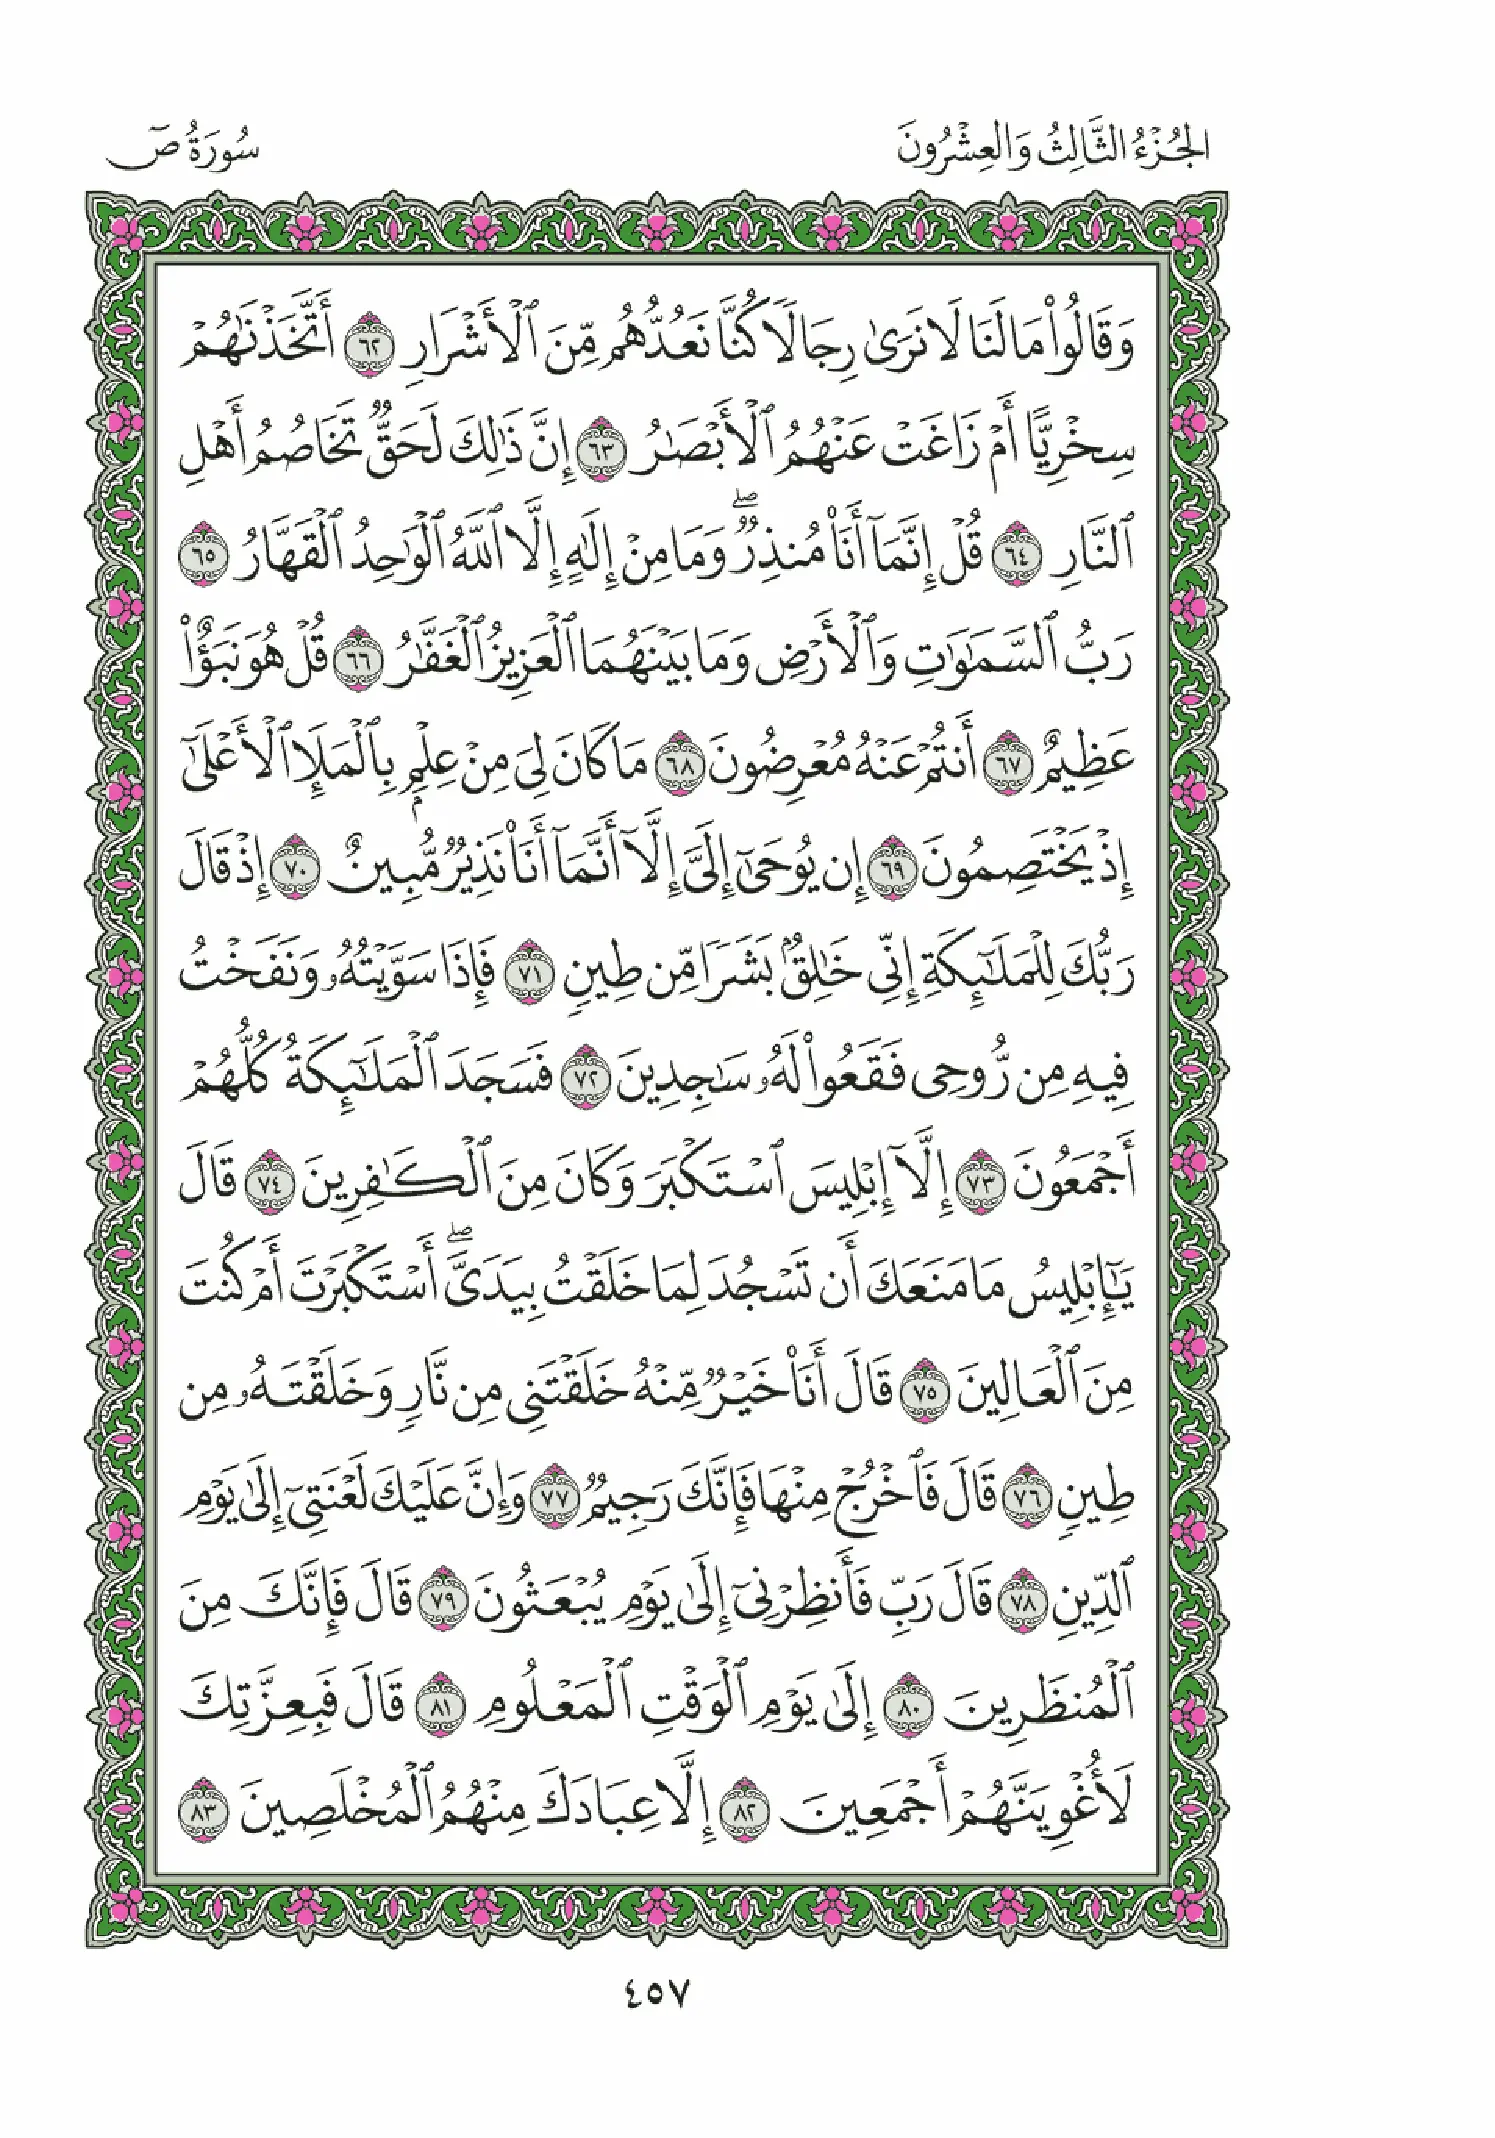 الجُزْءُ الثَّالِثُ وَالعِشْرُونَ
سُورَةُ صٓ
وَقَالُوا۟ مَا لَنَا لَا نَرَىٰ رِجَالًا كُنَّا نَعُدُّهُم مِّنَ ٱلْأَشْرَارِ ٦٢ أَتَّخَذْنَٰهُمْ
سِخْرِيًّا أَمْ زَاغَتْ عَنْهُمُ ٱلْأَبْصَٰرُ ٦٣ إِنَّ ذَٰلِكَ لَحَقٌّ تَخَاصُمُ أَهْلِ
ٱلنَّارِ ٦٤ قُلْ إِنَّمَآ أَنَا۠ مُنذِرٌ ۖ وَمَا مِنْ إِلَٰهٍ إِلَّا ٱللَّهُ ٱلْوَٰحِدُ ٱلْقَهَّارُ ٦٥
رَبُّ ٱلسَّمَٰوَٰتِ وَٱلْأَرْضِ وَمَا بَيْنَهُمَا ٱلْعَزِيزُ ٱلْغَفَّٰرُ ٦٦ قُلْ هُوَ نَبَؤٌا۟
عَظِيمٌ ٦٧ أَنتُمْ عَنْهُ مُعْرِضُونَ ٦٨ مَا كَانَ لِىَ مِنْ عِلْمٍۭ بِٱلْمَلَإِ ٱلْأَعْلَىٰٓ
إِذْ يَخْتَصِمُونَ ٦٩ إِن يُوحَىٰٓ إِلَىَّ إِلَّآ أَنَّمَآ أَنَا۠ نَذِيرٌ مُّبِينٌ ٧٠ إِذْ قَالَ
رَبُّكَ لِلْمَلَٰٓئِكَةِ إِنِّى خَٰلِقٌۢ بَشَرًا مِّن طِينٍ ٧١ فَإِذَا سَوَّيْتُهُۥ وَنَفَخْتُ
فِيهِ مِن رُّوحِى فَقَعُوا۟ لَهُۥ سَٰجِدِينَ ٧٢ فَسَجَدَ ٱلْمَلَٰٓئِكَةُ كُلُّهُمْ
أَجْمَعُونَ ٧٣ إِلَّآ إِبْلِيسَ ٱسْتَكْبَرَ وَكَانَ مِنَ ٱلْكَٰفِرِينَ ٧٤ قَالَ
يَٰٓإِبْلِيسُ مَا مَنَعَكَ أَن تَسْجُدَ لِمَا خَلَقْتُ بِيَدَىَّ ۖ أَسْتَكْبَرْتَ أَمْ كُنتَ
مِنَ ٱلْعَالِينَ ٧٥ قَالَ أَنَا۠ خَيْرٌ مِّنْهُ خَلَقْتَنِى مِن نَّارٍ وَخَلَقْتَهُۥ مِن
طِينٍ ٧٦ قَالَ فَٱخْرُجْ مِنْهَا فَإِنَّكَ رَجِيمٌ ٧٧ وَإِنَّ عَلَيْكَ لَعْنَتِىٓ إِلَىٰ يَوْمِ
ٱلدِّينِ ٧٨ قَالَ رَبِّ فَأَنظِرْنِىٓ إِلَىٰ يَوْمِ يُبْعَثُونَ ٧٩ قَالَ فَإِنَّكَ مِنَ
ٱلْمُنظَرِينَ ٨٠ إِلَىٰ يَوْمِ ٱلْوَقْتِ ٱلْمَعْلُومِ ٨١ قَالَ فَبِعِزَّتِكَ
لَأُغْوِيَنَّهُمْ أَجْمَعِينَ ٨٢ إِلَّا عِبَادَكَ مِنْهُمُ ٱلْمُخْلَصِينَ ٨٣
٤٥٧